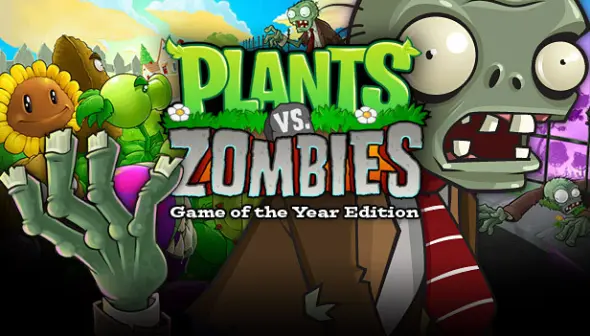 PLANTS
VS.
ZOMBIES
Game of the Year Edition